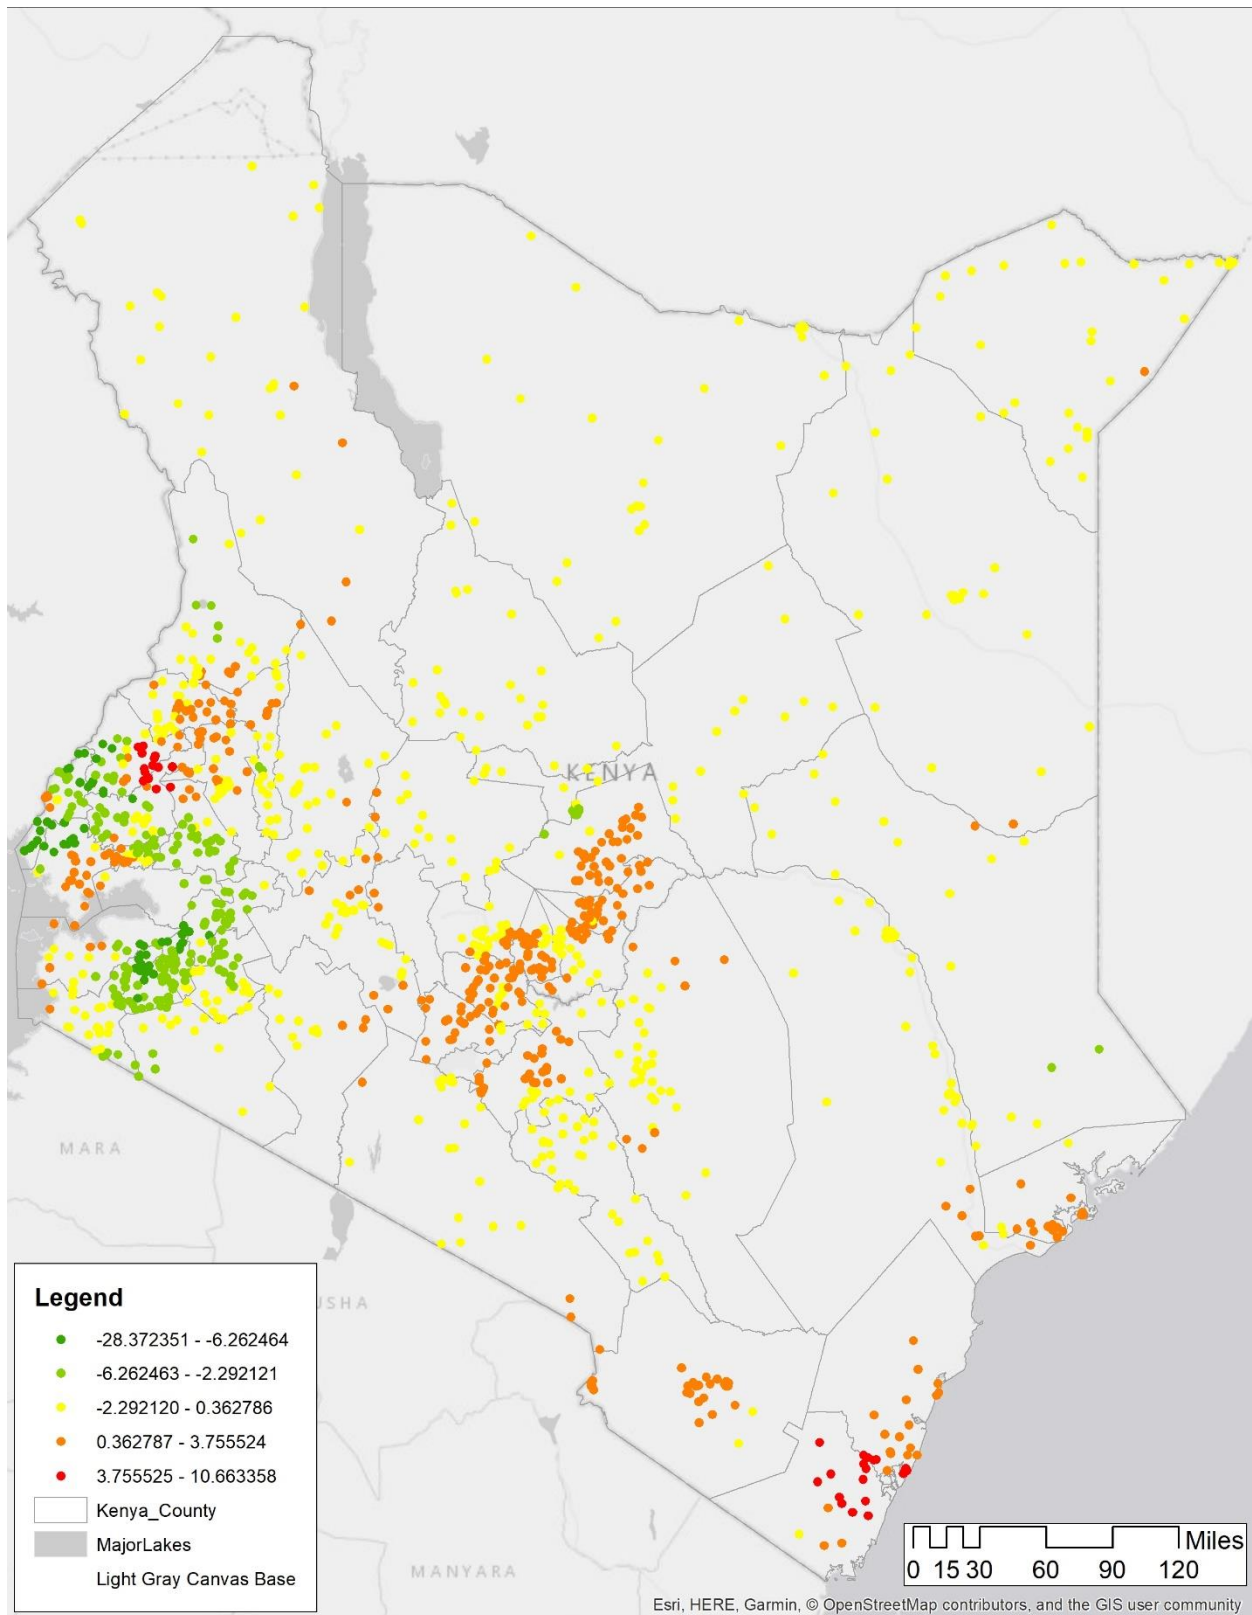 KENYA
MARA
USHA
MANYARA
Legend
-28.372351 - -6.262464
-6.262463 - -2.292121
-2.292120 - 0.362786
0.362787 - 3.755524
3.755525 - 10.663358
Kenya_County
MajorLakes
Light Gray Canvas Base
Miles
0 15 30 60 90 120
Esri, HERE, Garmin, © OpenStreetMap contributors, and the GIS user community